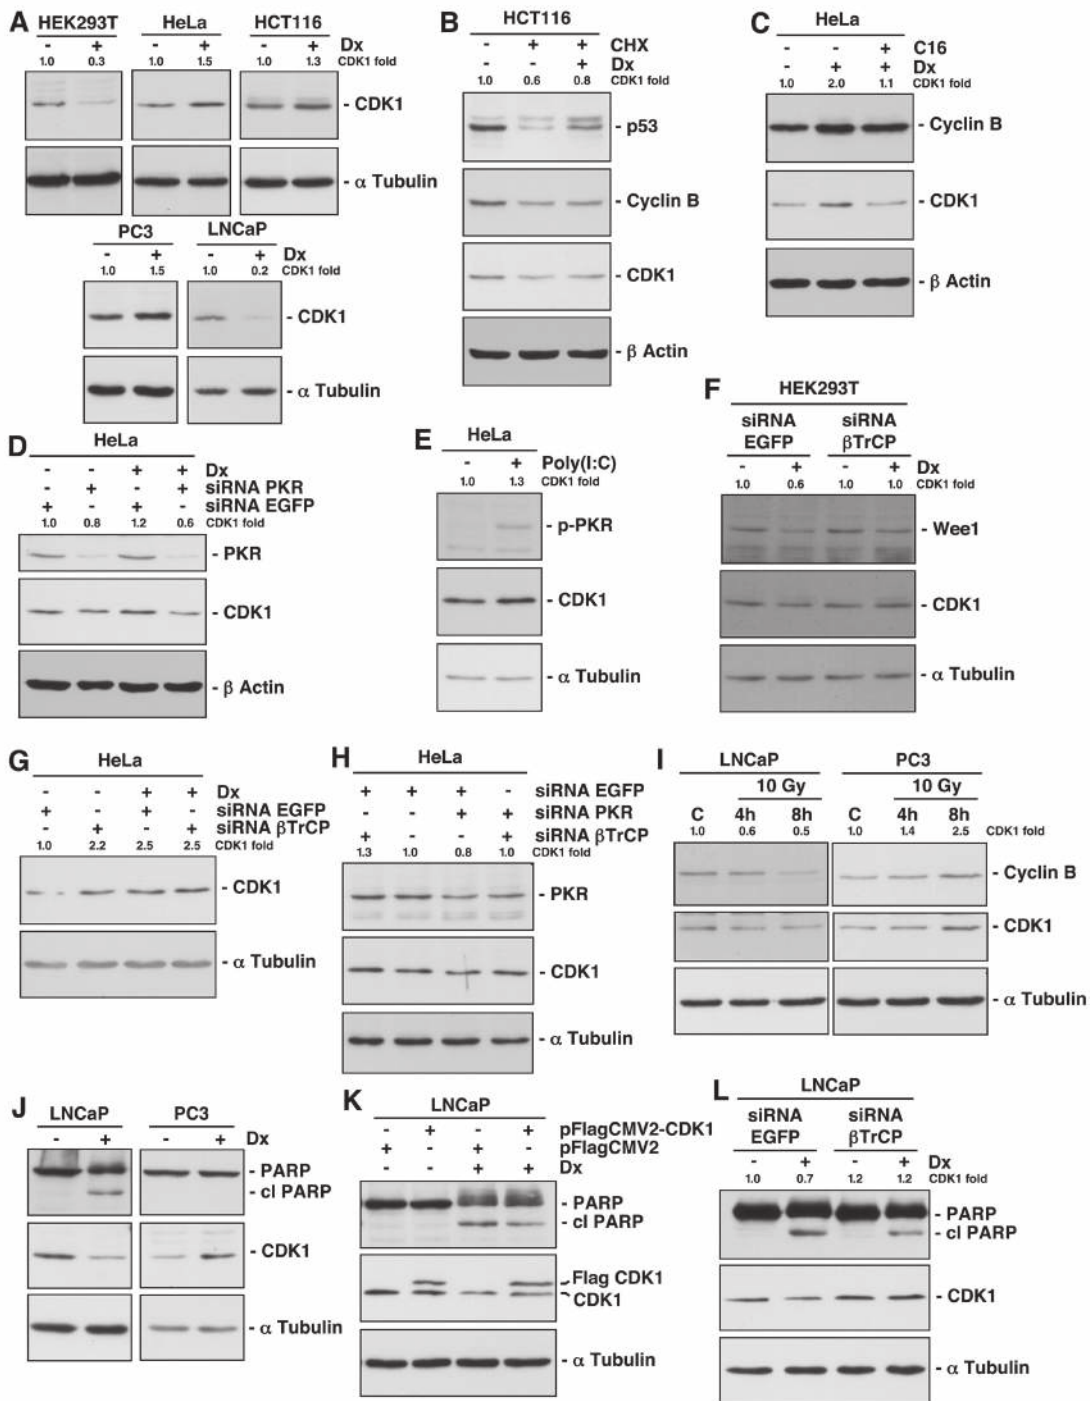 A
HEK293T HeLa HCT116
- + - + - + Dx
1.0 0.3 1.0 1.5 1.0 1.3 CDK1 fold
- CDK1
- α Tubulin
PC3 LNCaP
- + - + Dx
1.0 1.5 1.0 0.2 CDK1 fold
- CDK1
- α Tubulin
B
HCT116
- + + CHX
- - + Dx
1.0 0.6 0.8 CDK1 fold
- p53
- Cyclin B
- CDK1
- β Actin
C
HeLa
- - + C16
- + + Dx
1.0 2.0 1.1 CDK1 fold
- Cyclin B
- CDK1
- β Actin
D
HeLa
- - + + Dx
- + - + siRNA PKR
+ - + - siRNA EGFP
1.0 0.8 1.2 0.6 CDK1 fold
- PKR
- CDK1
- β Actin
E
HeLa
- + Poly(I:C)
1.0 1.3 CDK1 fold
- p-PKR
- CDK1
- α Tubulin
F
HEK293T
siRNA siRNA
EGFP βTrCP
- + - + Dx
1.0 0.6 1.0 1.0 CDK1 fold
- Wee1
- CDK1
- α Tubulin
G
HeLa
- - + + Dx
+ - + - siRNA EGFP
- + - + siRNA βTrCP
1.0 2.2 2.5 2.5 CDK1 fold
- CDK1
- α Tubulin
H
HeLa
+ + + - siRNA EGFP
- - + + siRNA PKR
+ - - + siRNA βTrCP
1.3 1.0 0.8 1.0 CDK1 fold
- PKR
- CDK1
- α Tubulin
I
LNCaP PC3
10 Gy 10 Gy
C 4h 8h C 4h 8h
1.0 0.6 0.5 1.0 1.4 2.5 CDK1 fold
- Cyclin B
- CDK1
- α Tubulin
J
LNCaP PC3
- + - + Dx
- PARP
- cl PARP
- CDK1
- α Tubulin
K
LNCaP
- + - + pFlagCMV2-CDK1
+ - + - pFlagCMV2
- - + + Dx
- PARP
- cl PARP
Flag CDK1
CDK1
- α Tubulin
L
LNCaP
siRNA siRNA
EGFP βTrCP
- + - + Dx
1.0 0.7 1.2 1.2 CDK1 fold
- PARP
- cl PARP
- CDK1
- α Tubulin